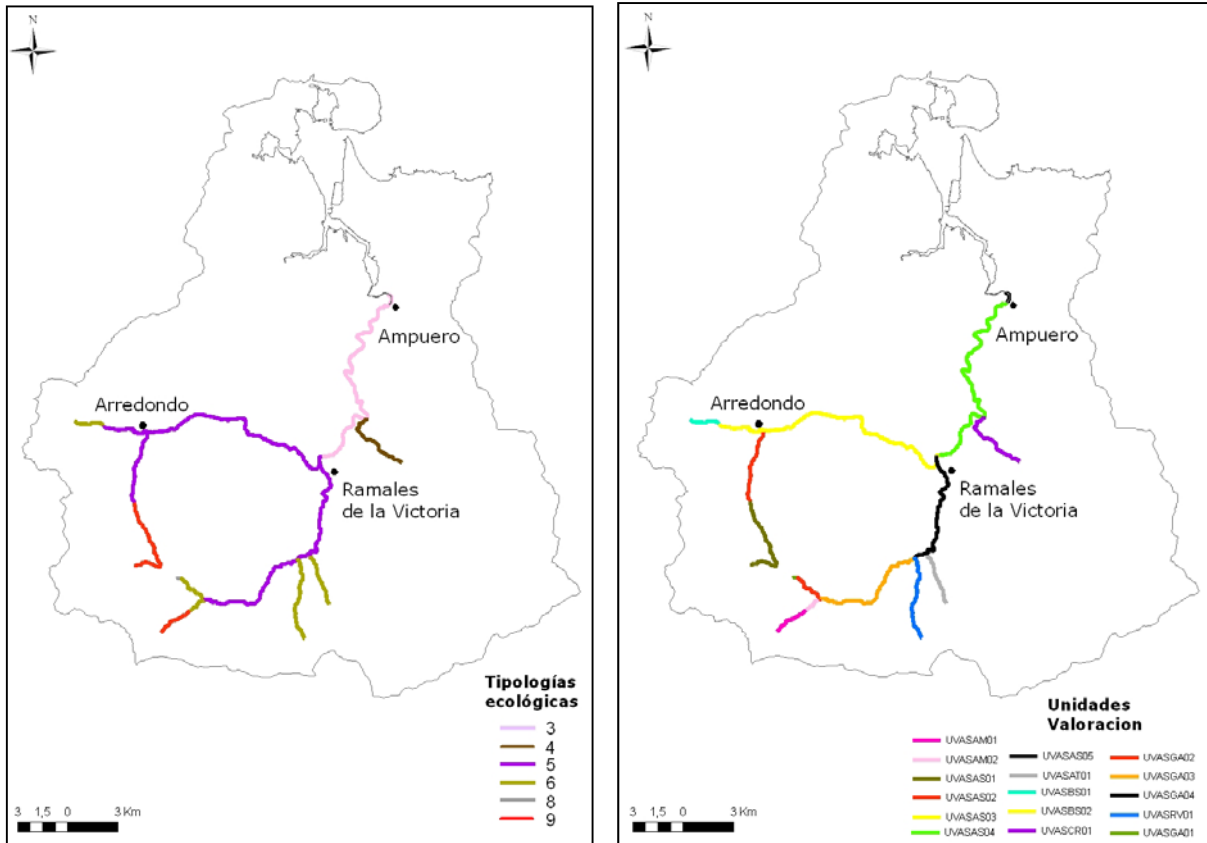 N
Ampuero
Arredondo
Ramales
de la Victoria
Tipologías
ecológicas
3
4
5
6
8
9
3 1,5 0 3 Km
N
Ampuero
Arredondo
Ramales
de la Victoria
Unidades
Valoracion
UVASAM01
UVASAM02
UVASAS01
UVASAS02
UVASAS03
UVASAS04
UVASAS05
UVASAT01
UVASBS01
UVASBS02
UVASCR01
UVASGA02
UVASGA03
UVASGA04
UVASRV01
UVASGA01
3 1,5 0 3 Km